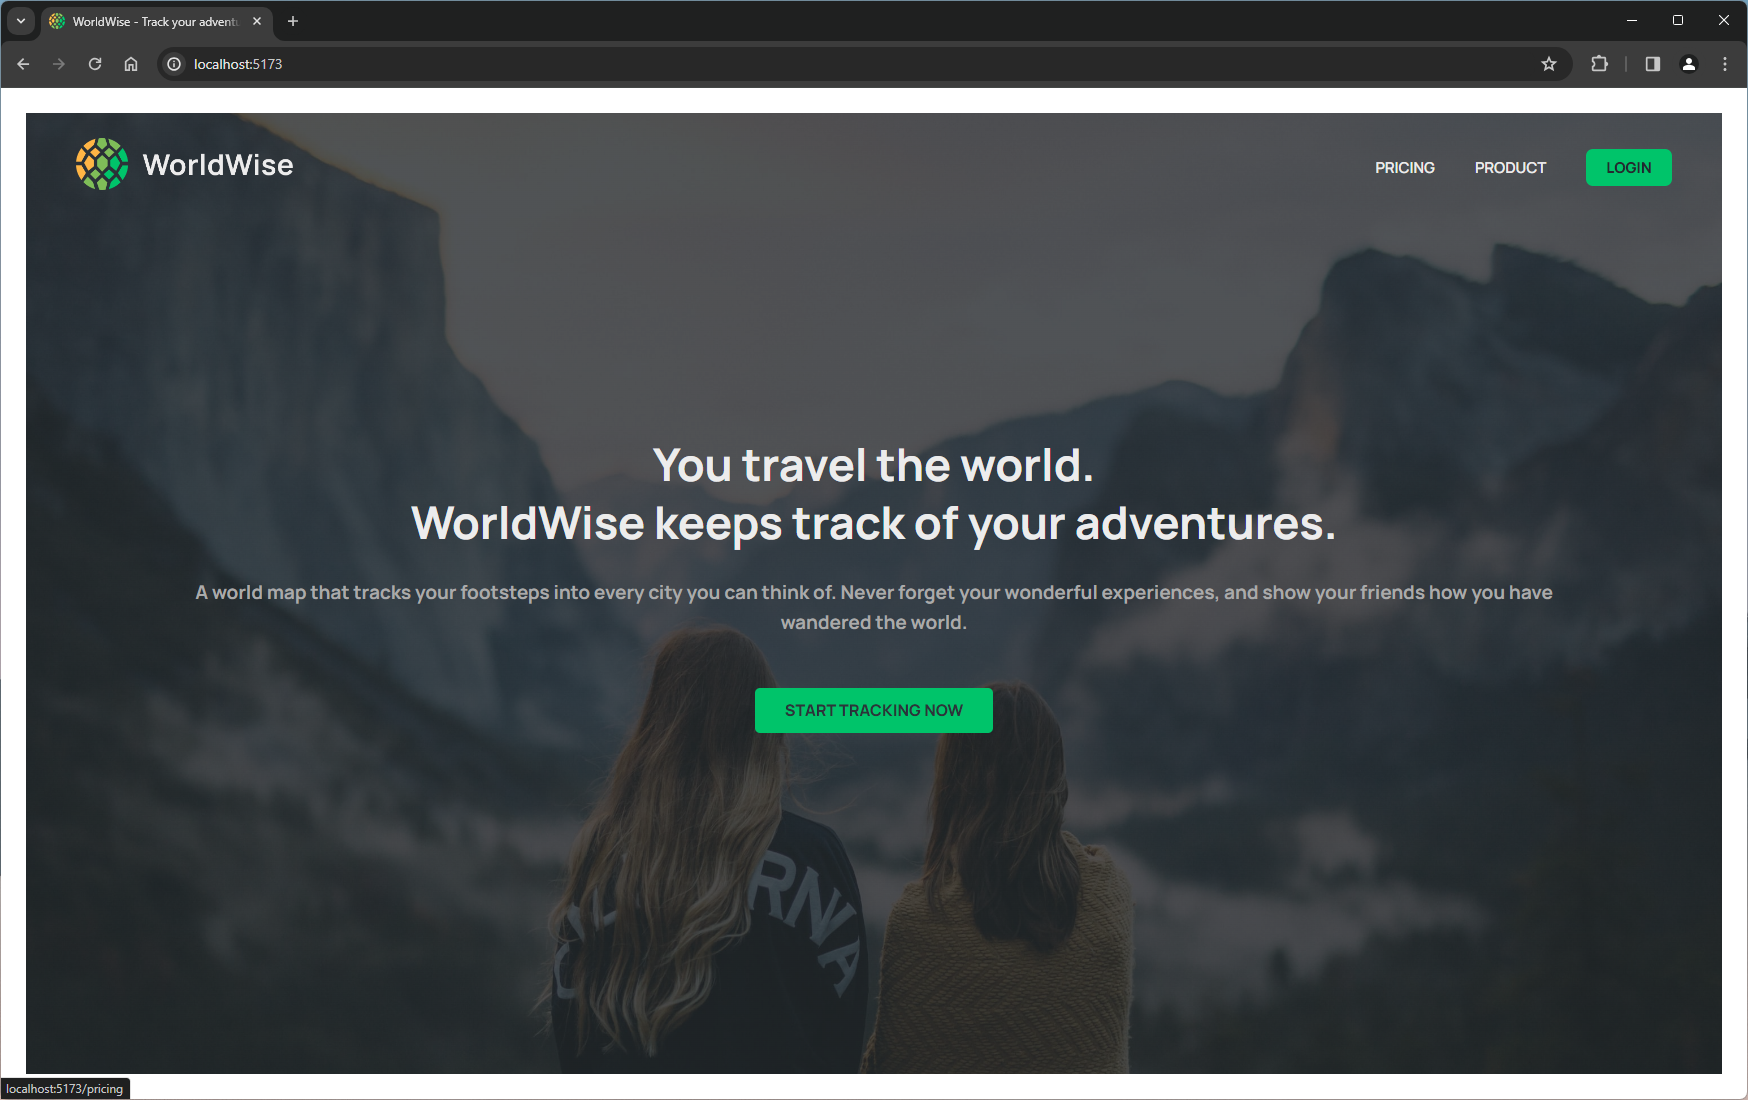 WorldWise - Track your advent
localhost:5173
WorldWise
PRICING
PRODUCT
LOGIN
You travel the world.
WorldWise keeps track of your adventures.
A world map that tracks your footsteps into every city you can think of. Never forget your wonderful experiences, and show your friends how you have
wandered the world.
START TRACKING NOW
RNIA
localhost:5173/pricing